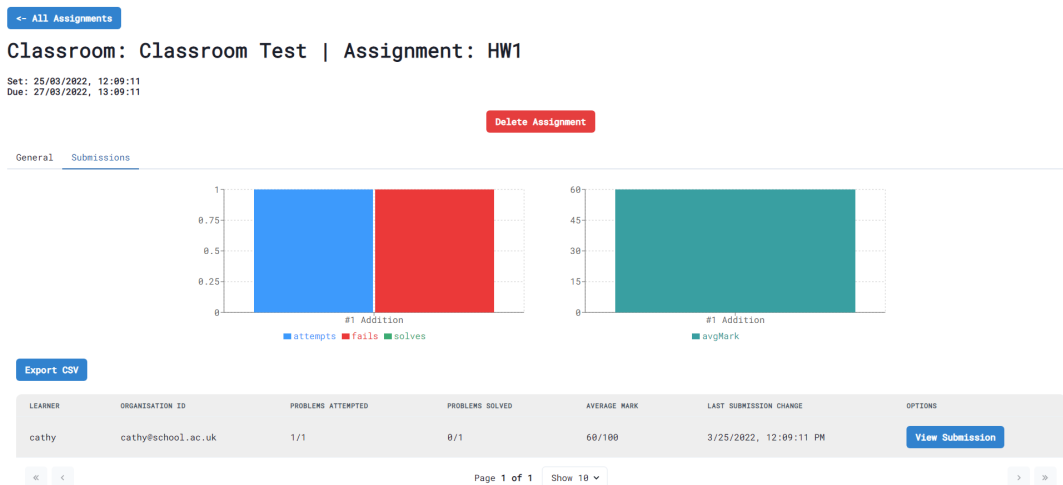 <- All Assignments
Classroom: Classroom Test | Assignment: HW1
Set: 25/03/2022, 12:09:11
Due: 27/03/2022, 13:09:11
Delete Assignment
General Submissions
1
0.75
0.5
0.25
0
#1 Addition
attempts fails solves
60
45
30
15
0
#1 Addition
avgMark
Export CSV
LEARNER ORGANISATION ID PROBLEMS ATTEMPTED PROBLEMS SOLVED AVERAGE MARK LAST SUBMISSION CHANGE OPTIONS
cathy cathy@school.ac.uk 1/1 0/1 60/100 3/25/2022, 12:09:11 PM View Submission
« ‹ Page 1 of 1 Show 10 › »